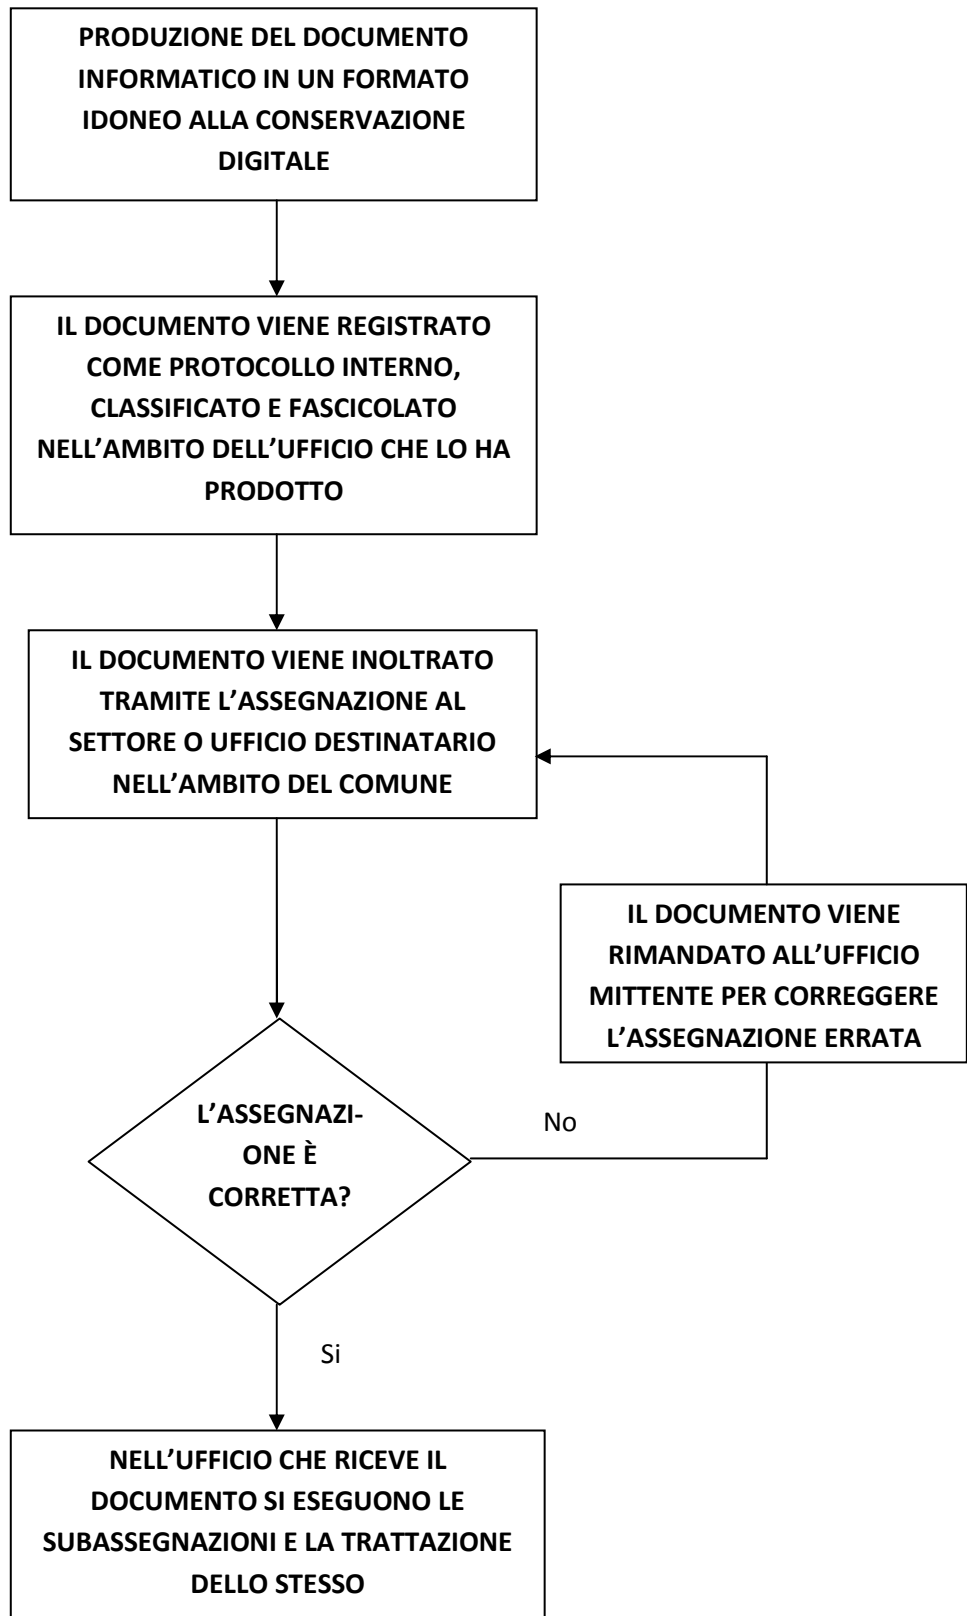 PRODUZIONE DEL DOCUMENTO
INFORMATICO IN UN FORMATO
IDONEO ALLA CONSERVAZIONE
DIGITALE
IL DOCUMENTO VIENE REGISTRATO
COME PROTOCOLLO INTERNO,
CLASSIFICATO E FASCICOLATO
NELL’AMBITO DELL’UFFICIO CHE LO HA
PRODOTTO
IL DOCUMENTO VIENE INOLTRATO
TRAMITE L’ASSEGNAZIONE AL
SETTORE O UFFICIO DESTINATARIO
NELL’AMBITO DEL COMUNE
IL DOCUMENTO VIENE
RIMANDATO ALL’UFFICIO
MITTENTE PER CORREGGERE
L’ASSEGNAZIONE ERRATA
L’ASSEGNAZI-
ONE È
CORRETTA?
No
Si
NELL’UFFICIO CHE RICEVE IL
DOCUMENTO SI ESEGUONO LE
SUBASSEGNAZIONI E LA TRATTAZIONE
DELLO STESSO